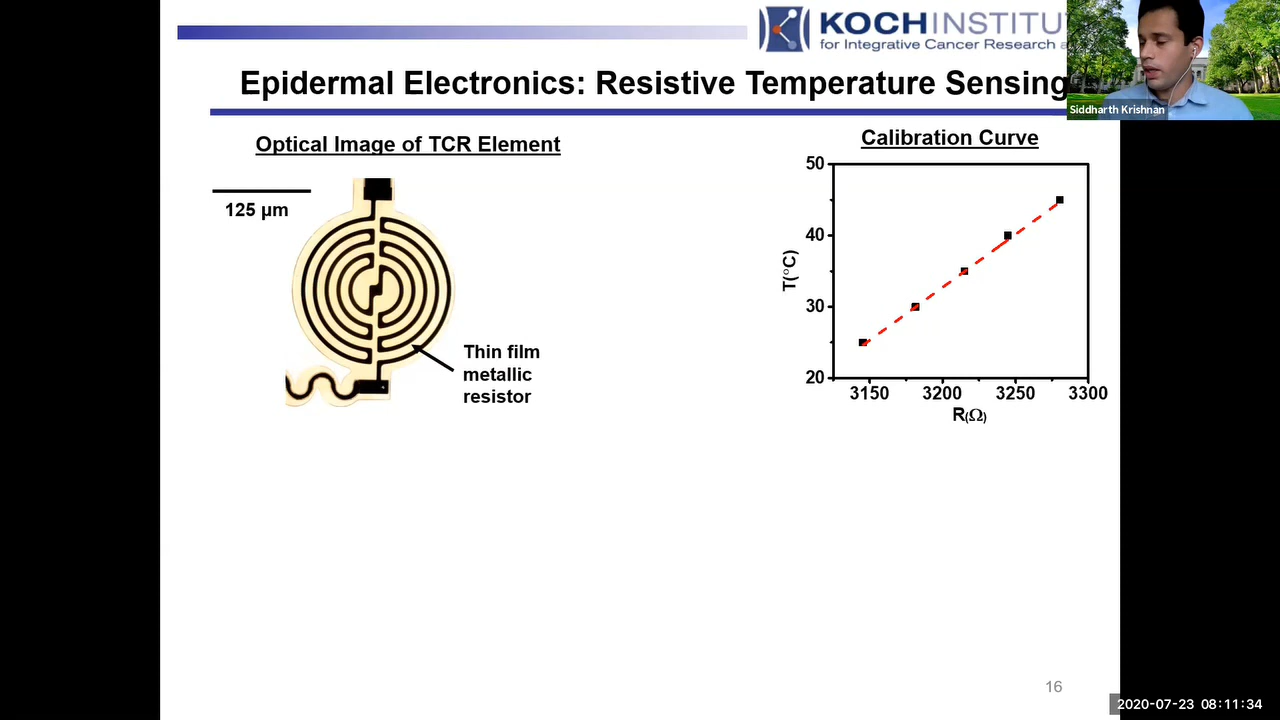 KOCHINSTITU
for Integrative Cancer Research a
Epidermal Electronics: Resistive Temperature Sensing
Siddharth Krishnan
Optical Image of TCR Element
125 µm
Thin film
metallic
resistor
Calibration Curve
50
40
30
20
T(°C)
3150 3200 3250 3300
R(Ω)
16
2020-07-23 08:11:34